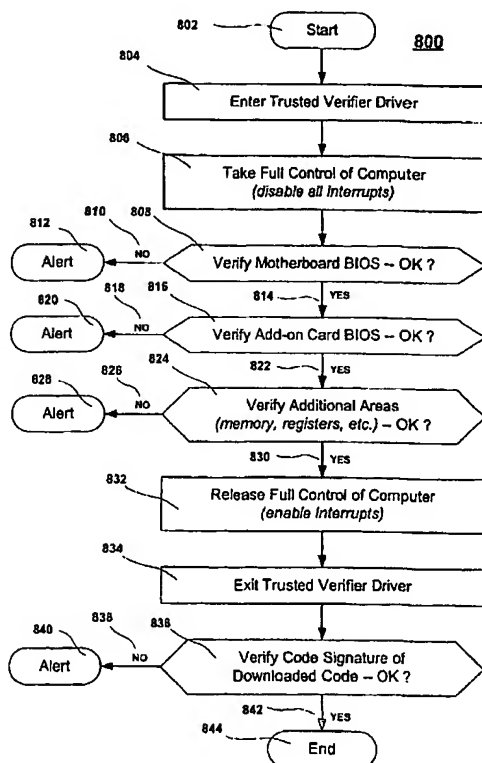 802
Start
800
804
Enter Trusted Verifier Driver
806
Take Full Control of Computer
(disable all Interrupts)
812
810
808
Alert
NO
Verify Motherboard BIOS – OK ?
814
YES
820
818
816
Alert
NO
Verify Add-on Card BIOS – OK ?
822
YES
828
826
824
Alert
NO
Verify Additional Areas
(memory, registers, etc.) – OK ?
830
YES
832
Release Full Control of Computer
(enable Interrupts)
834
Exit Trusted Verifier Driver
840
838
836
Alert
NO
Verify Code Signature of
Downloaded Code – OK ?
842
YES
844
End